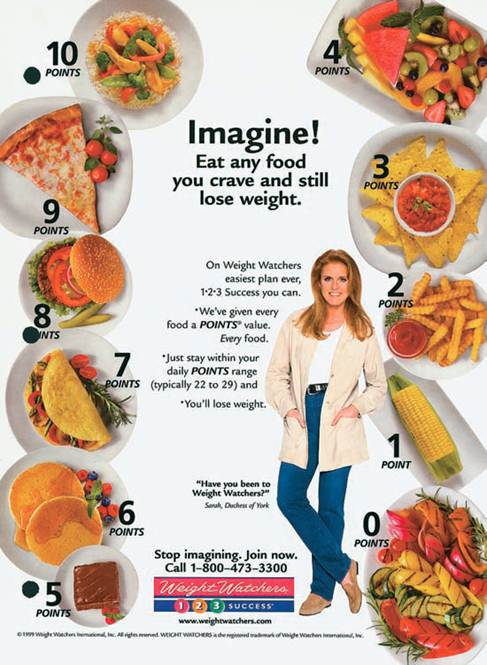 10
POINTS
9
POINTS
8
INTS
7
POINTS
6
POINTS
5
POINTS
4
POINTS
3
POINTS
2
POINTS
1
POINT
0
POINTS
Imagine!
Eat any food
you crave and still
lose weight.
On Weight Watchers
easiest plan ever,
1•2•3 Success you can.
•We've given every
food a POINTS® value.
Every food.
•Just stay within your
daily POINTS range
(typically 22 to 29) and
•You'll lose weight.
"Have you been to
Weight Watchers?"
Sarah, Duchess of York
Stop imagining. Join now.
Call 1-800-473-3300
Weight Watchers
1 2 3 SUCCESS
www.weightwatchers.com
©1999 Weight Watchers International, Inc. All rights reserved. WEIGHT WATCHERS is the registered trademark of Weight Watchers International, Inc.